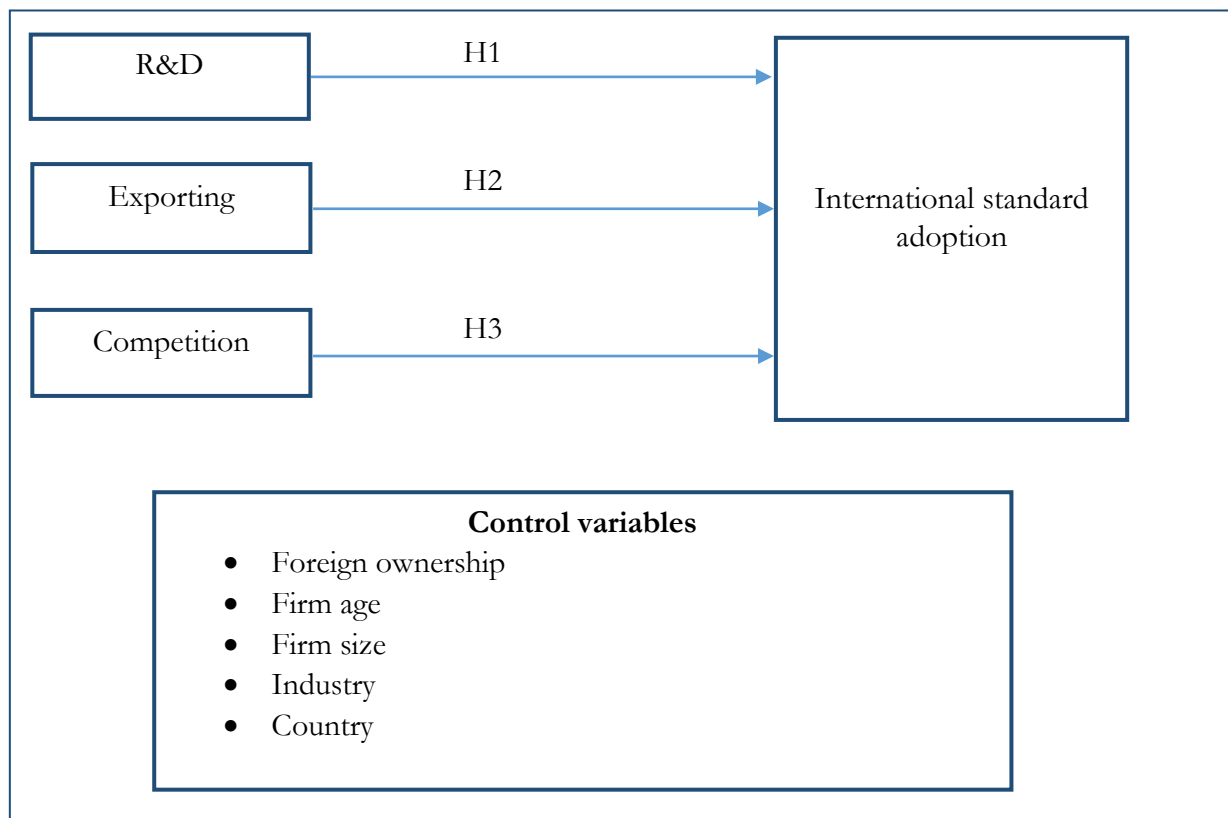 R&D
H1
Exporting
H2
International standard
adoption
Competition
H3
Control variables
• Foreign ownership
• Firm age
• Firm size
• Industry
• Country